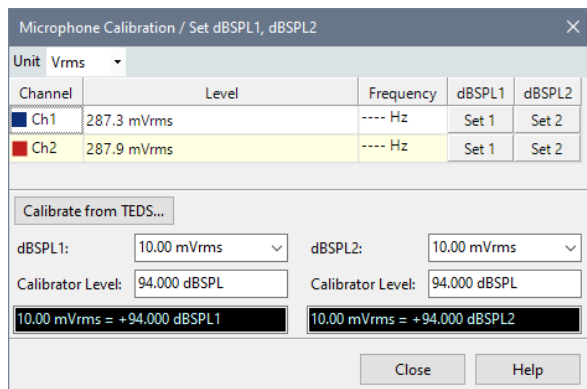 Microphone Calibration / Set dBSPL1, dBSPL2
Unit Vrms
Channel Level Frequency dBSPL1 dBSPL2
Ch1 287.3 mVrms ---- Hz Set 1 Set 2
Ch2 287.9 mVrms ---- Hz Set 1 Set 2
Calibrate from TEDS...
dBSPL1: 10.00 mVrms dBSPL2: 10.00 mVrms
Calibrator Level: 94.000 dBSPL Calibrator Level: 94.000 dBSPL
10.00 mVrms = +94.000 dBSPL1 10.00 mVrms = +94.000 dBSPL2
Close Help